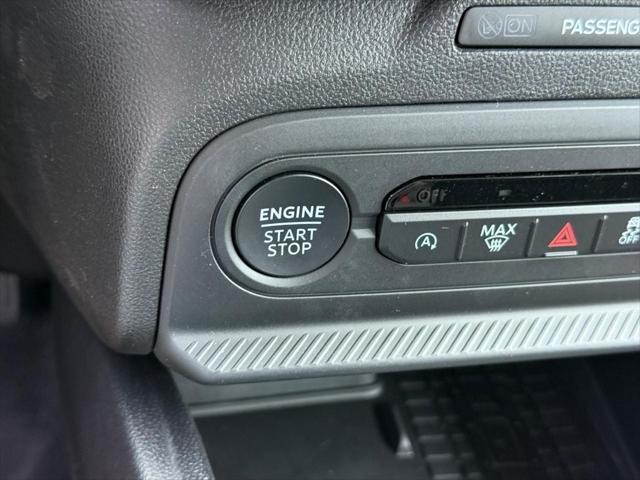 ON PASSENG
OFF
ENGINE
START
STOP
A MAX OFF